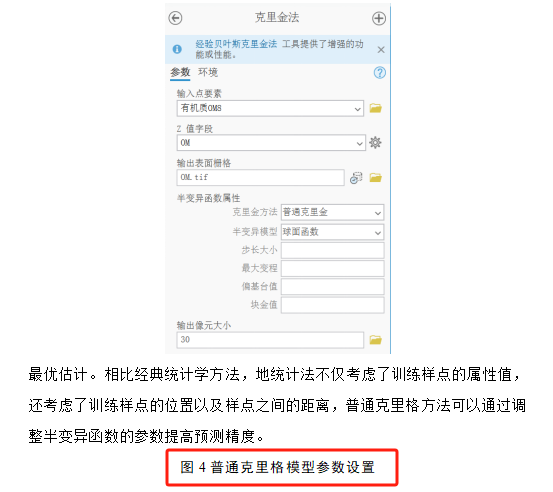 克里金法
经验贝叶斯克里金法 工具提供了增强的功
能或性能。
参数 环境
输入点要素
有机质OMS
Z 值字段
OM
输出表面栅格
OM.tif
半变异函数属性
克里金方法 普通克里金
半变异模型 球面函数
步长大小
最大变程
偏基台值
块金值
输出像元大小
30
最优估计。相比经典统计学方法，地统计法不仅考虑了训练样点的属性值，
还考虑了训练样点的位置以及样点之间的距离，普通克里格方法可以通过调
整半变异函数的参数提高预测精度。
图 4 普通克里格模型参数设置